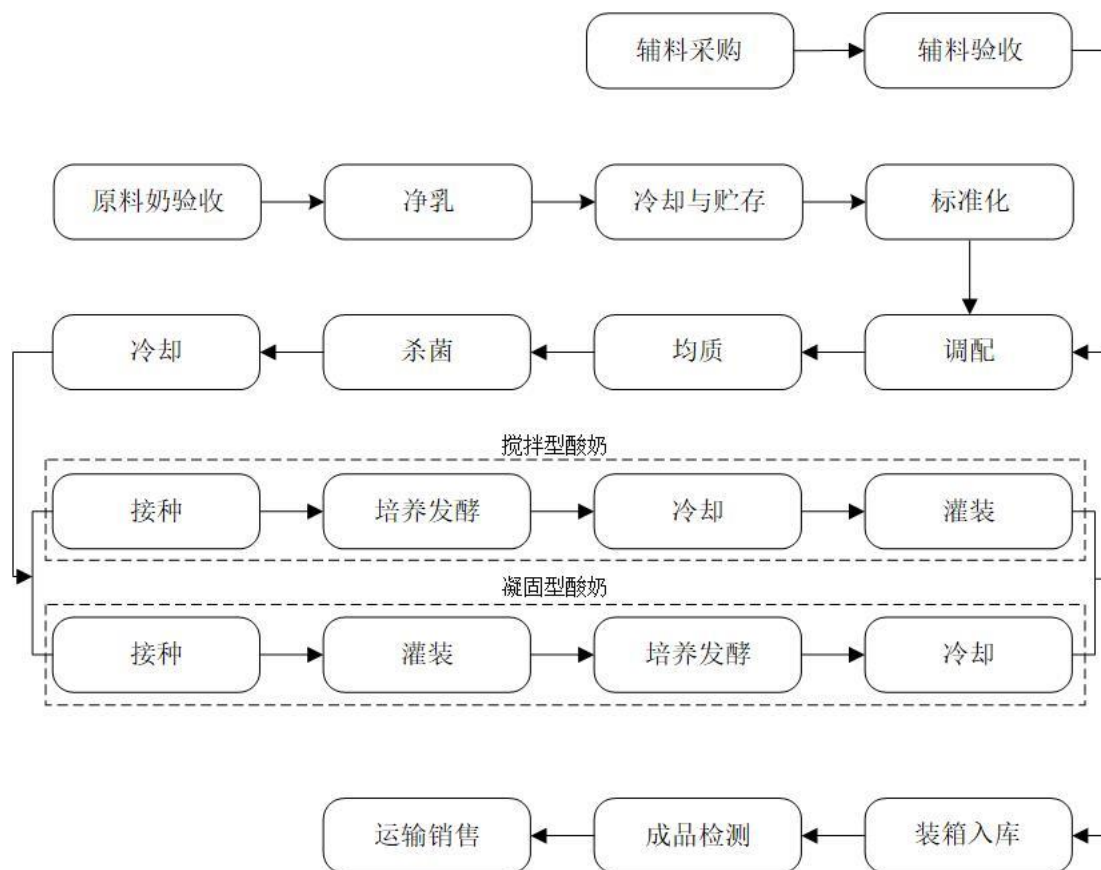 辅料采购
辅料验收
原料奶验收
净乳
冷却与贮存
标准化
冷却
杀菌
均质
调配
搅拌型酸奶
接种
培养发酵
冷却
灌装
凝固型酸奶
接种
灌装
培养发酵
冷却
运输销售
成品检测
装箱入库